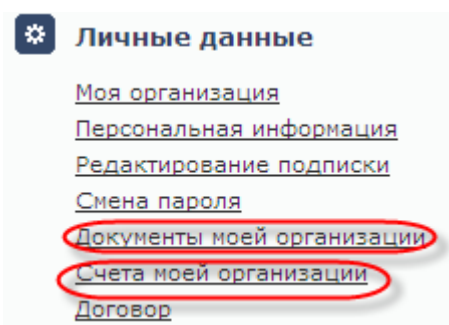 Личные данные
Моя организация
Персональная информация
Редактирование подписки
Смена пароля
Документы моей организации
Счета моей организации
Договор